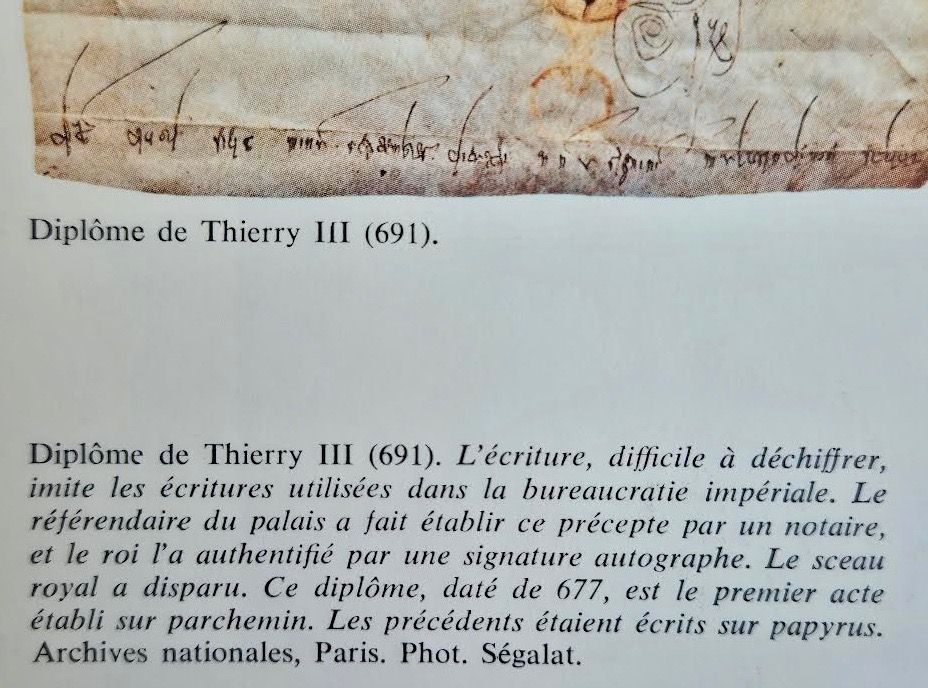 Diplôme de Thierry III (691).
Diplôme de Thierry III (691). L'écriture, difficile à déchiffrer,
imite les écritures utilisées dans la bureaucratie impériale. Le
référendaire du palais a fait établir ce précepte par un notaire,
et le roi l'a authentifié par une signature autographe. Le sceau
royal a disparu. Ce diplôme, daté de 677, est le premier acte
établi sur parchemin. Les précédents étaient écrits sur papyrus.
Archives nationales, Paris. Phot. Ségalat.